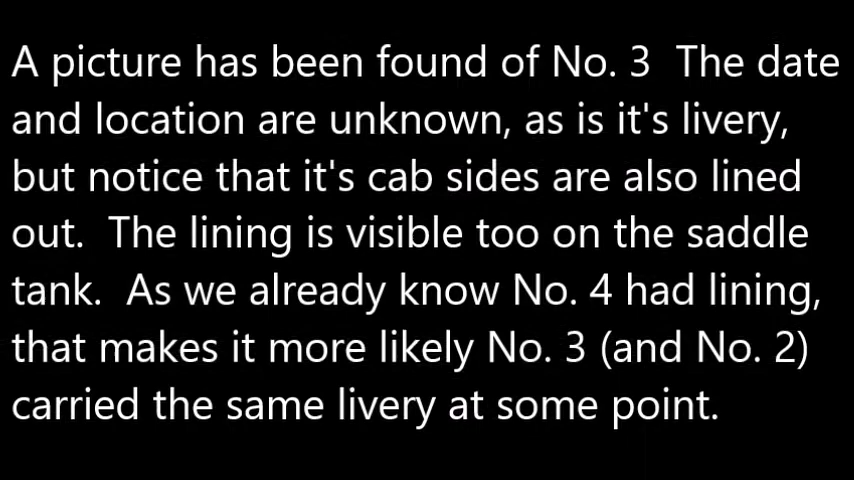 A picture has been found of No. 3  The date
and location are unknown, as is it's livery,
but notice that it's cab sides are also lined
out.  The lining is visible too on the saddle
tank.  As we already know No. 4 had lining,
that makes it more likely No. 3 (and No. 2)
carried the same livery at some point.